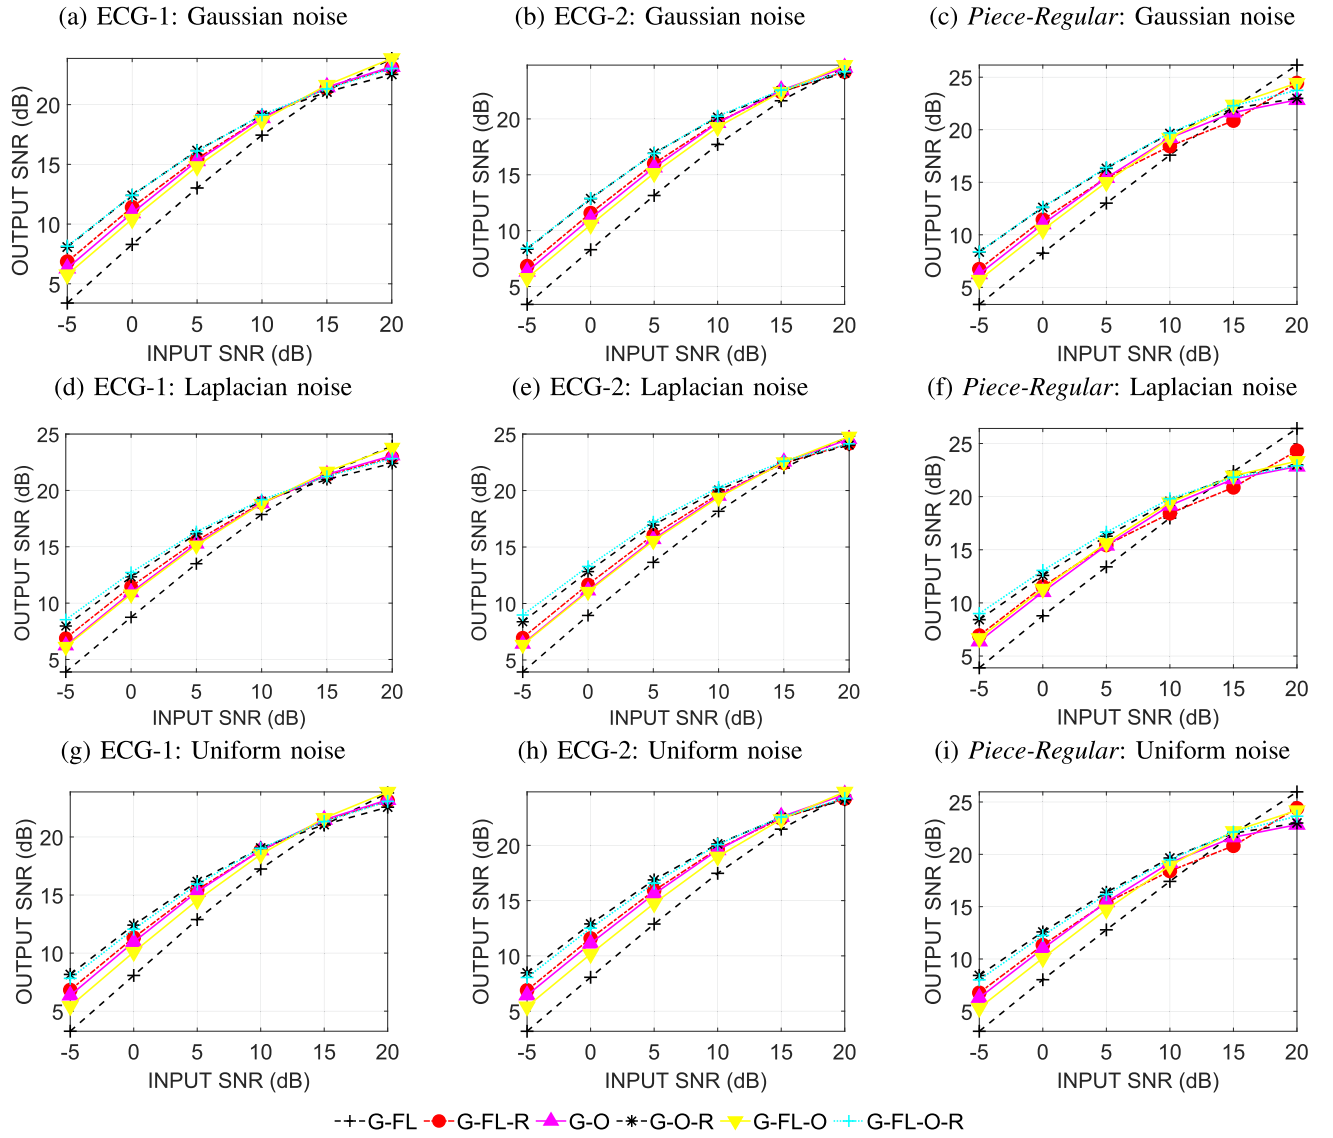 (a) ECG-1: Gaussian noise
(b) ECG-2: Gaussian noise
(c) Piece-Regular: Gaussian noise
OUTPUT SNR (dB)
20
15
10
5
-5 0 5 10 15 20
INPUT SNR (dB)
OUTPUT SNR (dB)
20
15
10
5
-5 0 5 10 15 20
INPUT SNR (dB)
OUTPUT SNR (dB)
25
20
15
10
5
-5 0 5 10 15 20
INPUT SNR (dB)
(d) ECG-1: Laplacian noise
(e) ECG-2: Laplacian noise
(f) Piece-Regular: Laplacian noise
OUTPUT SNR (dB)
25
20
15
10
5
-5 0 5 10 15 20
INPUT SNR (dB)
OUTPUT SNR (dB)
25
20
15
10
5
-5 0 5 10 15 20
INPUT SNR (dB)
OUTPUT SNR (dB)
25
20
15
10
5
-5 0 5 10 15 20
INPUT SNR (dB)
(g) ECG-1: Uniform noise
(h) ECG-2: Uniform noise
(i) Piece-Regular: Uniform noise
OUTPUT SNR (dB)
20
15
10
5
-5 0 5 10 15 20
INPUT SNR (dB)
OUTPUT SNR (dB)
20
15
10
5
-5 0 5 10 15 20
INPUT SNR (dB)
OUTPUT SNR (dB)
25
20
15
10
5
-5 0 5 10 15 20
INPUT SNR (dB)
G-FL G-FL-R G-O G-O-R G-FL-O G-FL-O-R